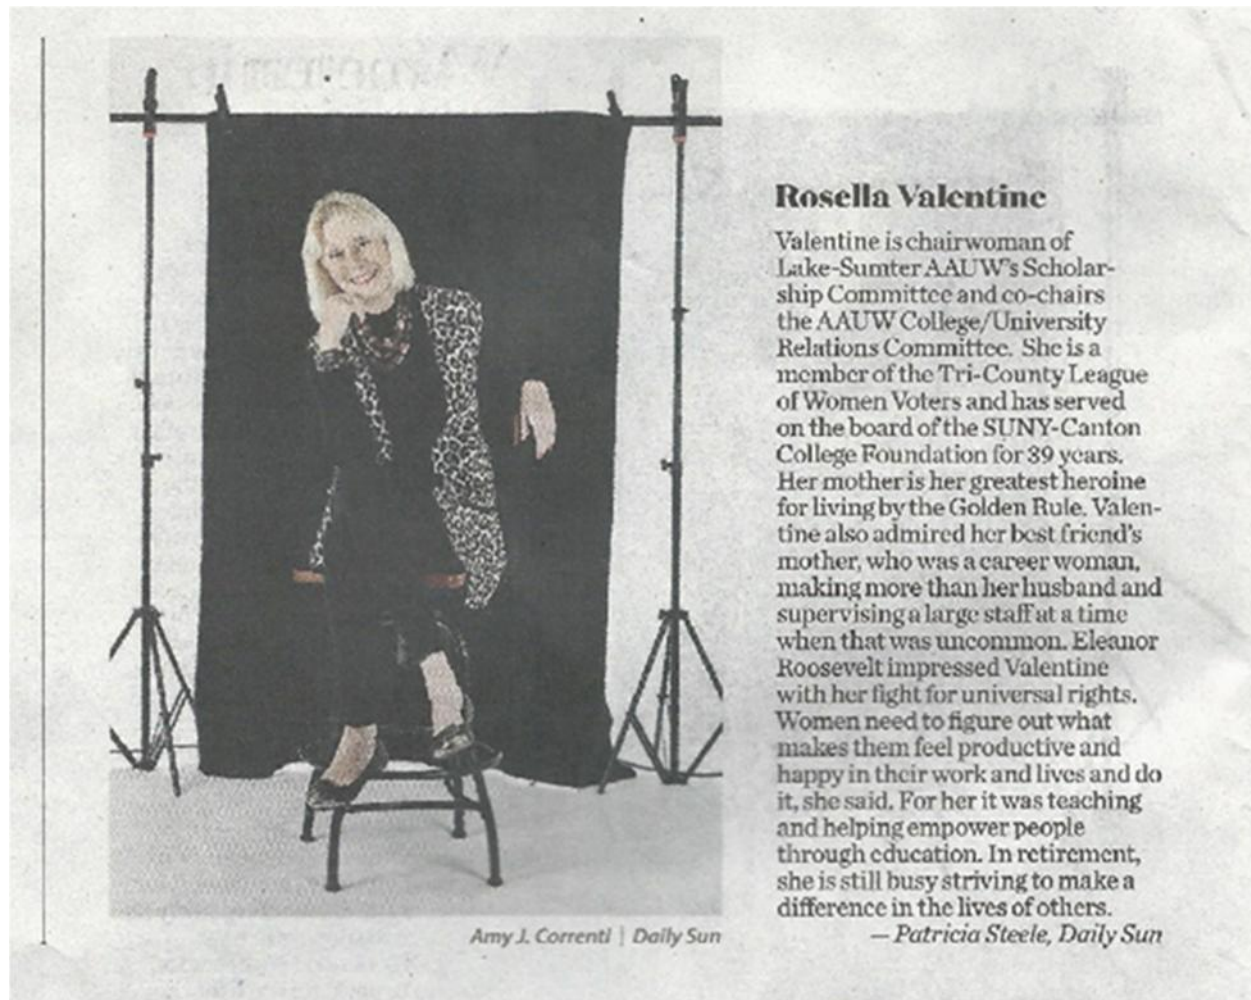 Rosella Valentine
Valentine is chairwoman of
Lake-Sumter AAUW's Scholar-
ship Committee and co-chairs
the AAUW College/University
Relations Committee. She is a
member of the Tri-County League
of Women Voters and has served
on the board of the SUNY-Canton
College Foundation for 39 years.
Her mother is her greatest heroine
for living by the Golden Rule. Valen-
tine also admired her best friend's
mother, who was a career woman,
making more than her husband and
supervising a large staff at a time
when that was uncommon. Eleanor
Roosevelt impressed Valentine
with her fight for universal rights.
Women need to figure out what
makes them feel productive and
happy in their work and lives and do
it, she said. For her it was teaching
and helping empower people
through education. In retirement,
she is still busy striving to make a
difference in the lives of others.
— Patricia Steele, Daily Sun
Amy J. Correnti | Daily Sun